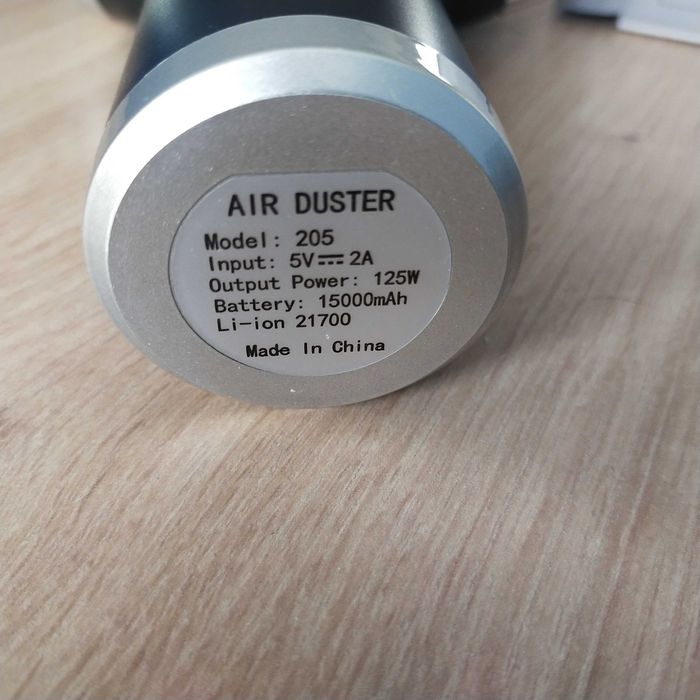 AIR DUSTER
Model: 205
Input: 5V⎓2A
Output Power: 125W
Battery: 15000mAh
Li-ion 21700
Made In China